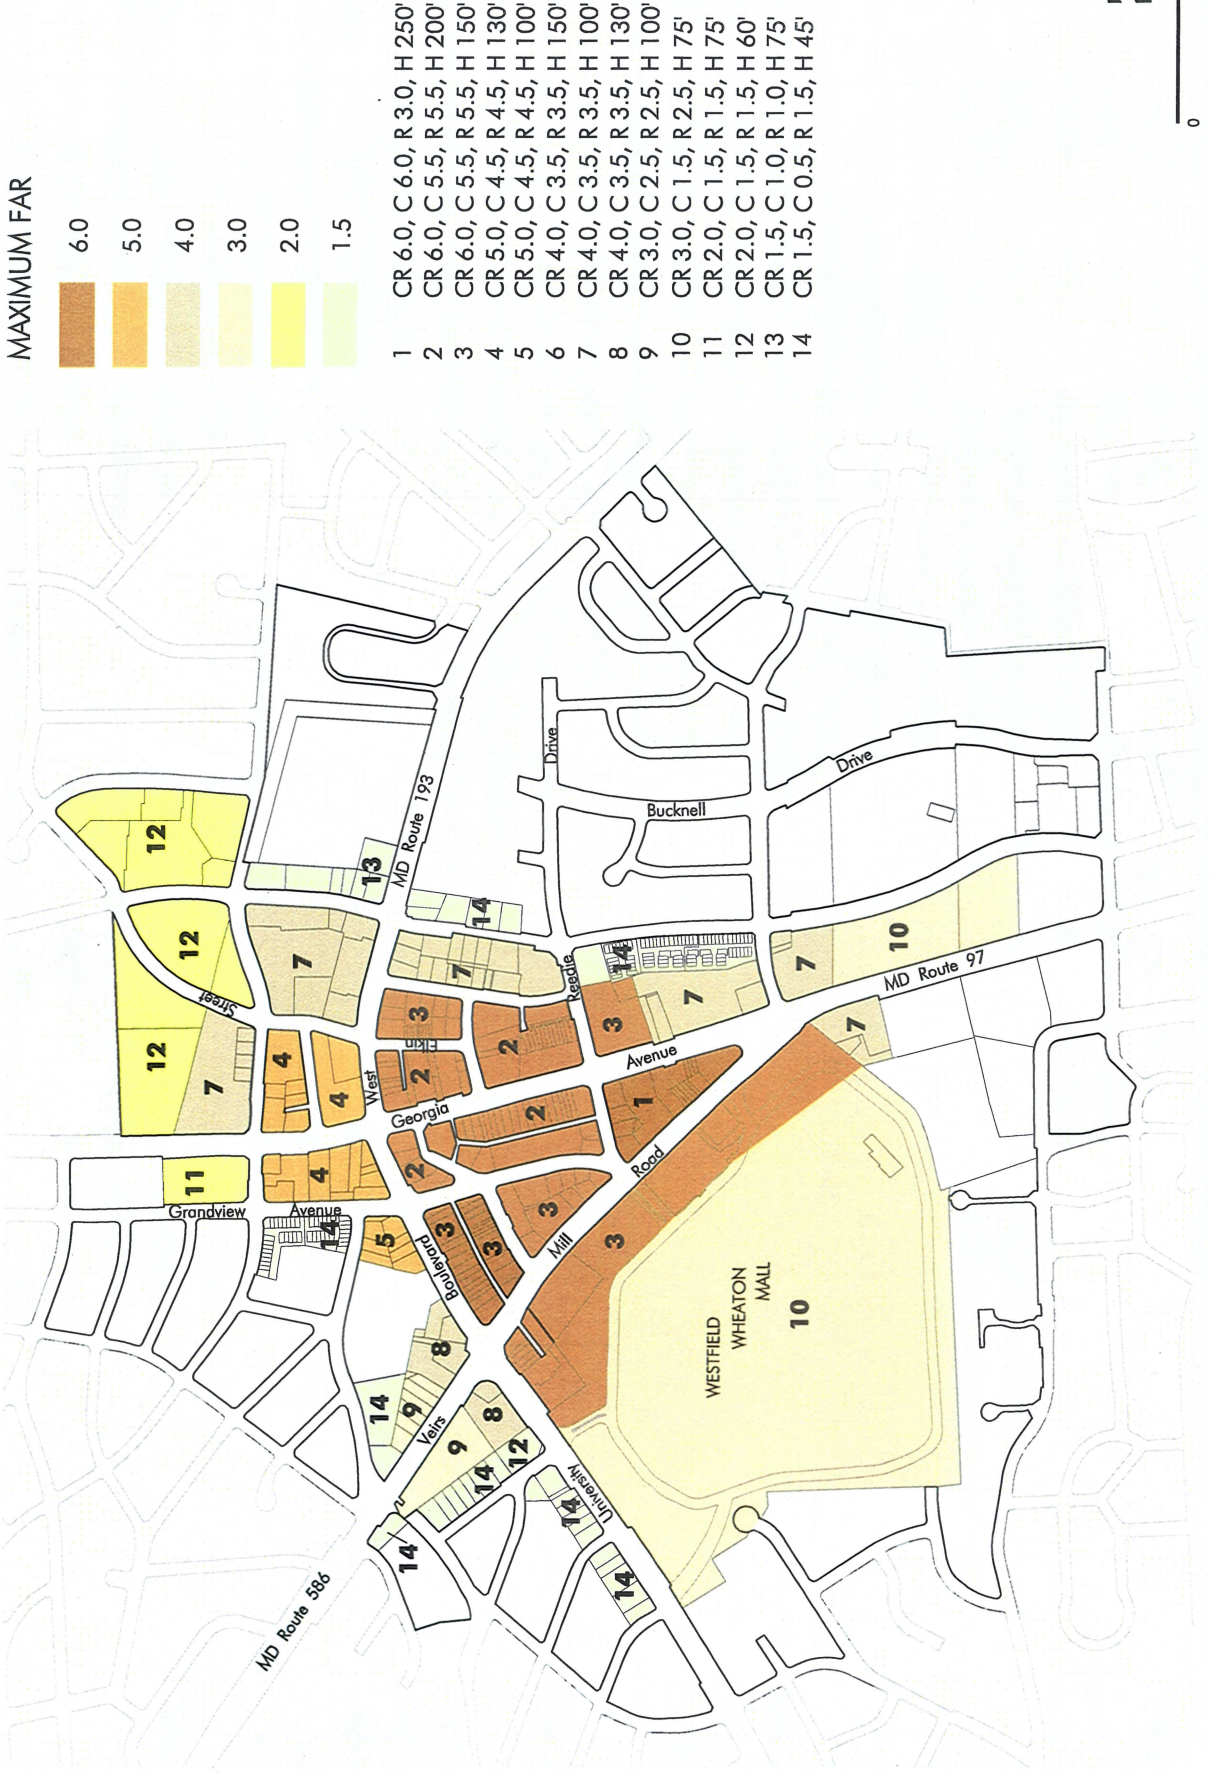 MAXIMUM FAR
6.0
5.0
4.0
3.0
2.0
1.5
1 CR 6.0, C 6.0, R 3.0, H 250'
2 CR 6.0, C 5.5, R 5.5, H 200'
3 CR 6.0, C 5.5, R 5.5, H 150'
4 CR 5.0, C 4.5, R 4.5, H 130'
5 CR 5.0, C 4.5, R 4.5, H 100'
6 CR 4.0, C 3.5, R 3.5, H 150'
7 CR 4.0, C 3.5, R 3.5, H 100'
8 CR 4.0, C 3.5, R 3.5, H 130'
9 CR 3.0, C 2.5, R 2.5, H 100'
10 CR 3.0, C 1.5, R 2.5, H 75'
11 CR 2.0, C 1.5, R 1.5, H 75'
12 CR 2.0, C 1.5, R 1.5, H 60'
13 CR 1.5, C 1.0, R 1.0, H 75'
14 CR 1.5, C 0.5, R 1.5, H 45'
0
12
12
12
Street
7
7
13
MD Route 193
14
7
4
4
West
3
Elkin
2
2
Reedie
14
Drive
Bucknell
Drive
3
7
7
10
MD Route 97
7
11
Grandview
Avenue
4
14
5
Georgia
2
2
Avenue
1
Road
Mill
3
3
3
3
Boulevard
8
9
14
Veirs
8
9
12
14
14
14
14
University
MD Route 586
WESTFIELD
WHEATON
MALL
10